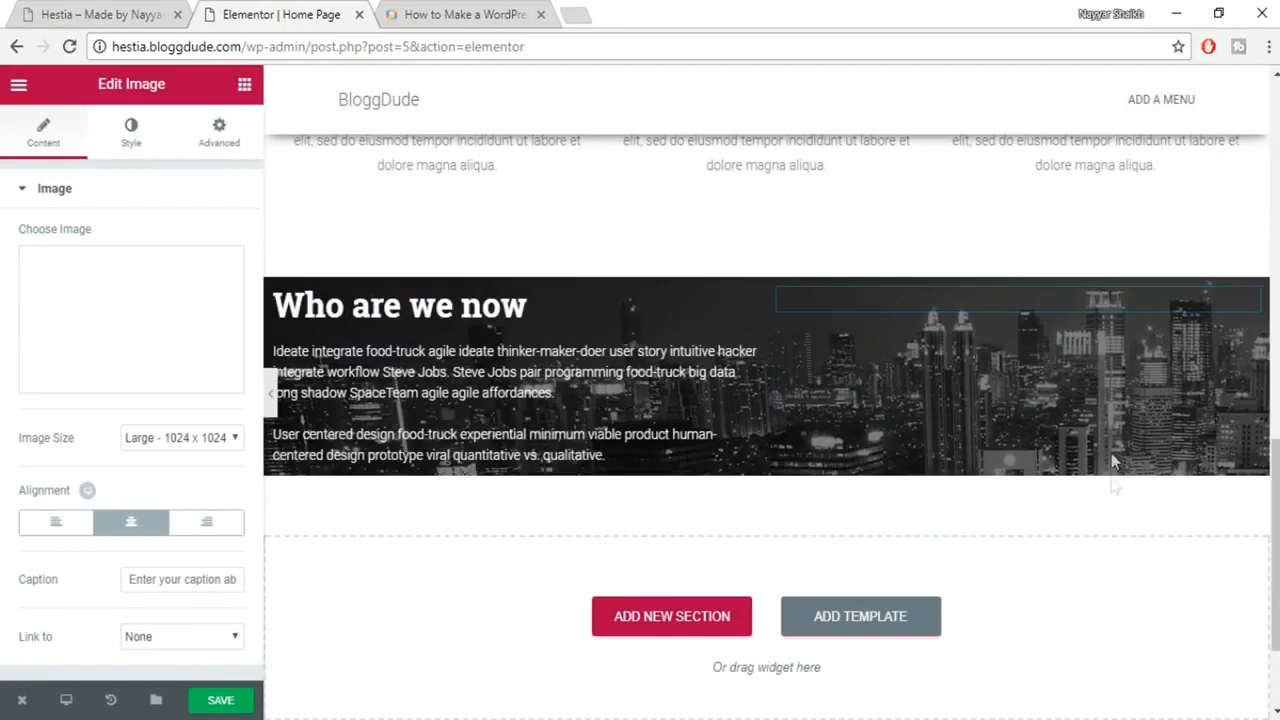 Hestia – Made by Nayya
Elementor | Home Page
How to Make a WordPre
Nayyar Shaikh
hestia.bloggdude.com/wp-admin/post.php?post=5&action=elementor
Edit Image
BloggDude
ADD A MENU
Content
Style
Advanced
elit, sed do eiusmod tempor incididunt ut labore et
dolore magna aliqua.
elit, sed do eiusmod tempor incididunt ut labore et
dolore magna aliqua.
elit, sed do eiusmod tempor incididunt ut labore et
dolore magna aliqua.
Image
Choose Image
Image Size
Large - 1024 x 1024
Alignment
Caption
Enter your caption ab
Link to
None
SAVE
Who are we now
Ideate integrate food-truck agile ideate thinker-maker-doer user story intuitive hacker
integrate workflow Steve Jobs. Steve Jobs pair programming food-truck big data
ong shadow SpaceTeam agile agile affordances.
User centered design food-truck experiential minimum viable product human-
centered design prototype viral quantitative vs. qualitative.
ADD NEW SECTION
ADD TEMPLATE
Or drag widget here